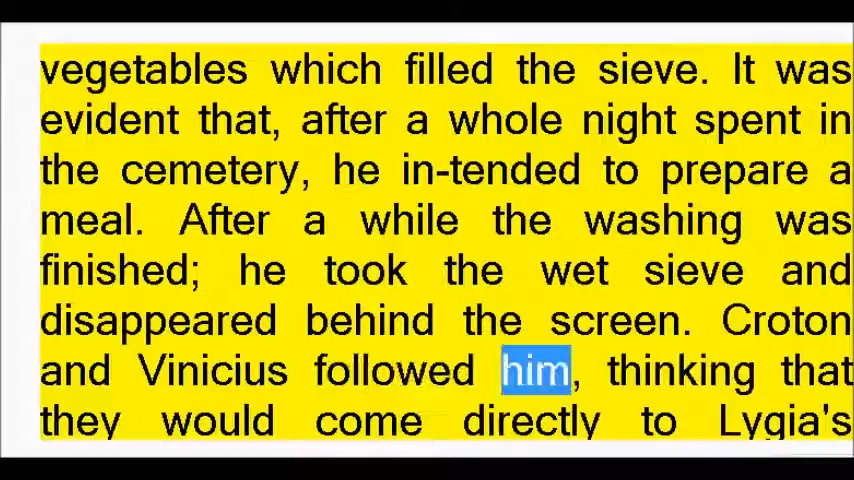 vegetables which filled the sieve. It was
evident that, after a whole night spent in
the cemetery, he in-tended to prepare a
meal. After a while the washing was
finished; he took the wet sieve and
disappeared behind the screen. Croton
and Vinicius followed him, thinking that
they would come directly to Lygia's